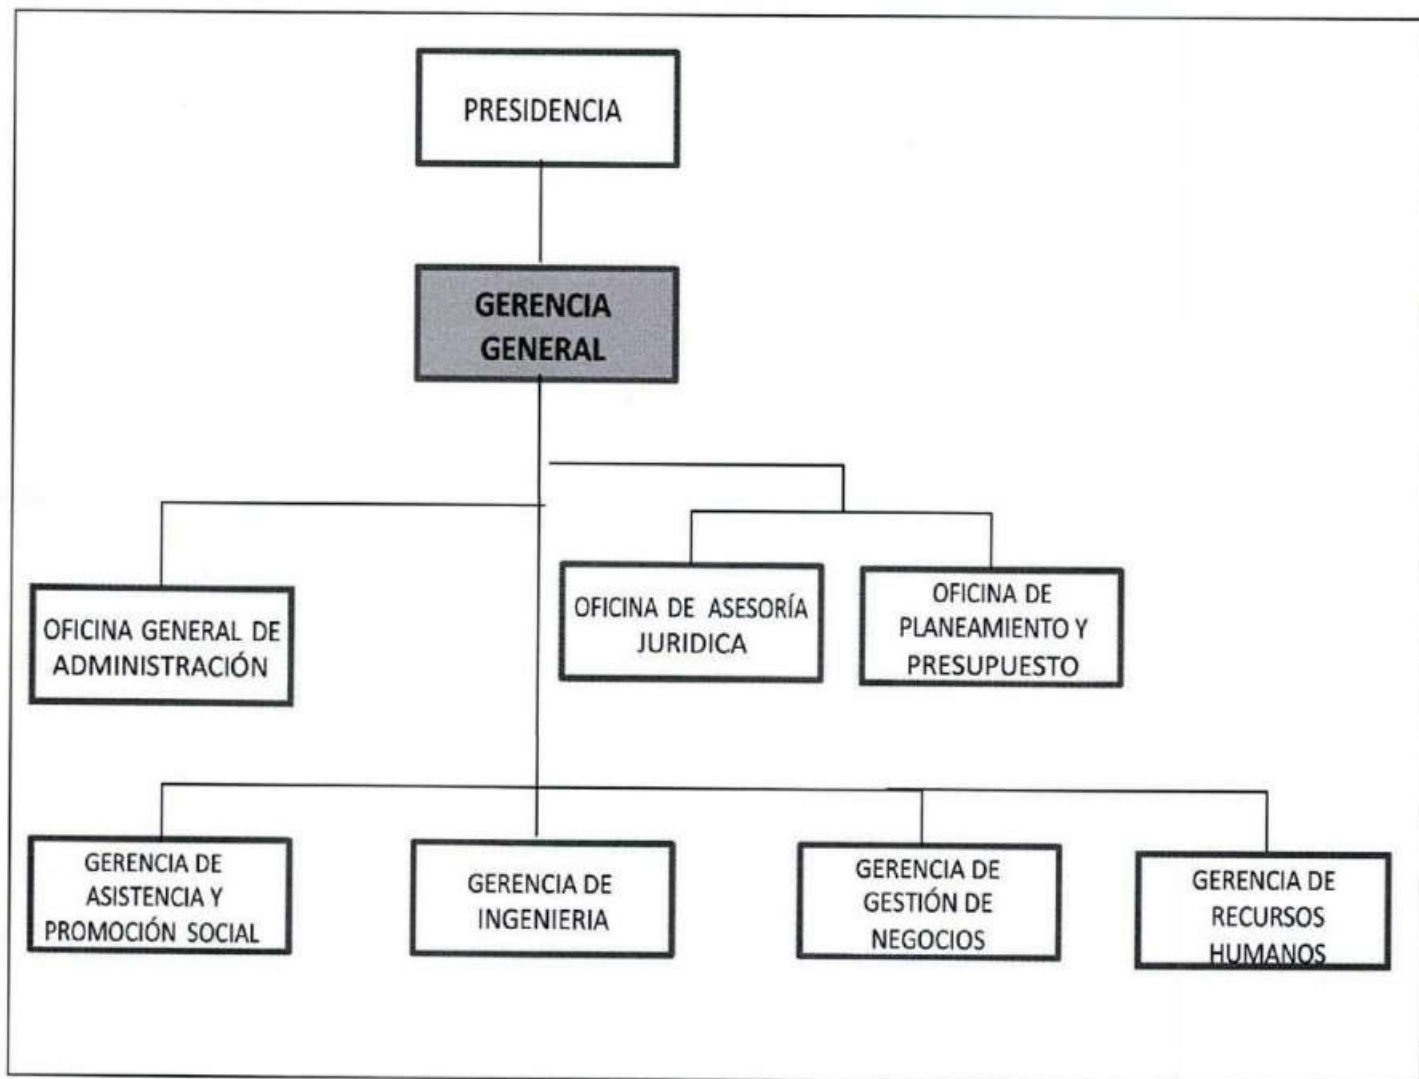 PRESIDENCIA
GERENCIA
GENERAL
OFICINA GENERAL DE
ADMINISTRACIÓN
OFICINA DE ASESORÍA
JURIDICA
OFICINA DE
PLANEAMIENTO Y
PRESUPUESTO
GERENCIA DE
ASISTENCIA Y
PROMOCIÓN SOCIAL
GERENCIA DE
INGENIERIA
GERENCIA DE
GESTIÓN DE
NEGOCIOS
GERENCIA DE
RECURSOS
HUMANOS